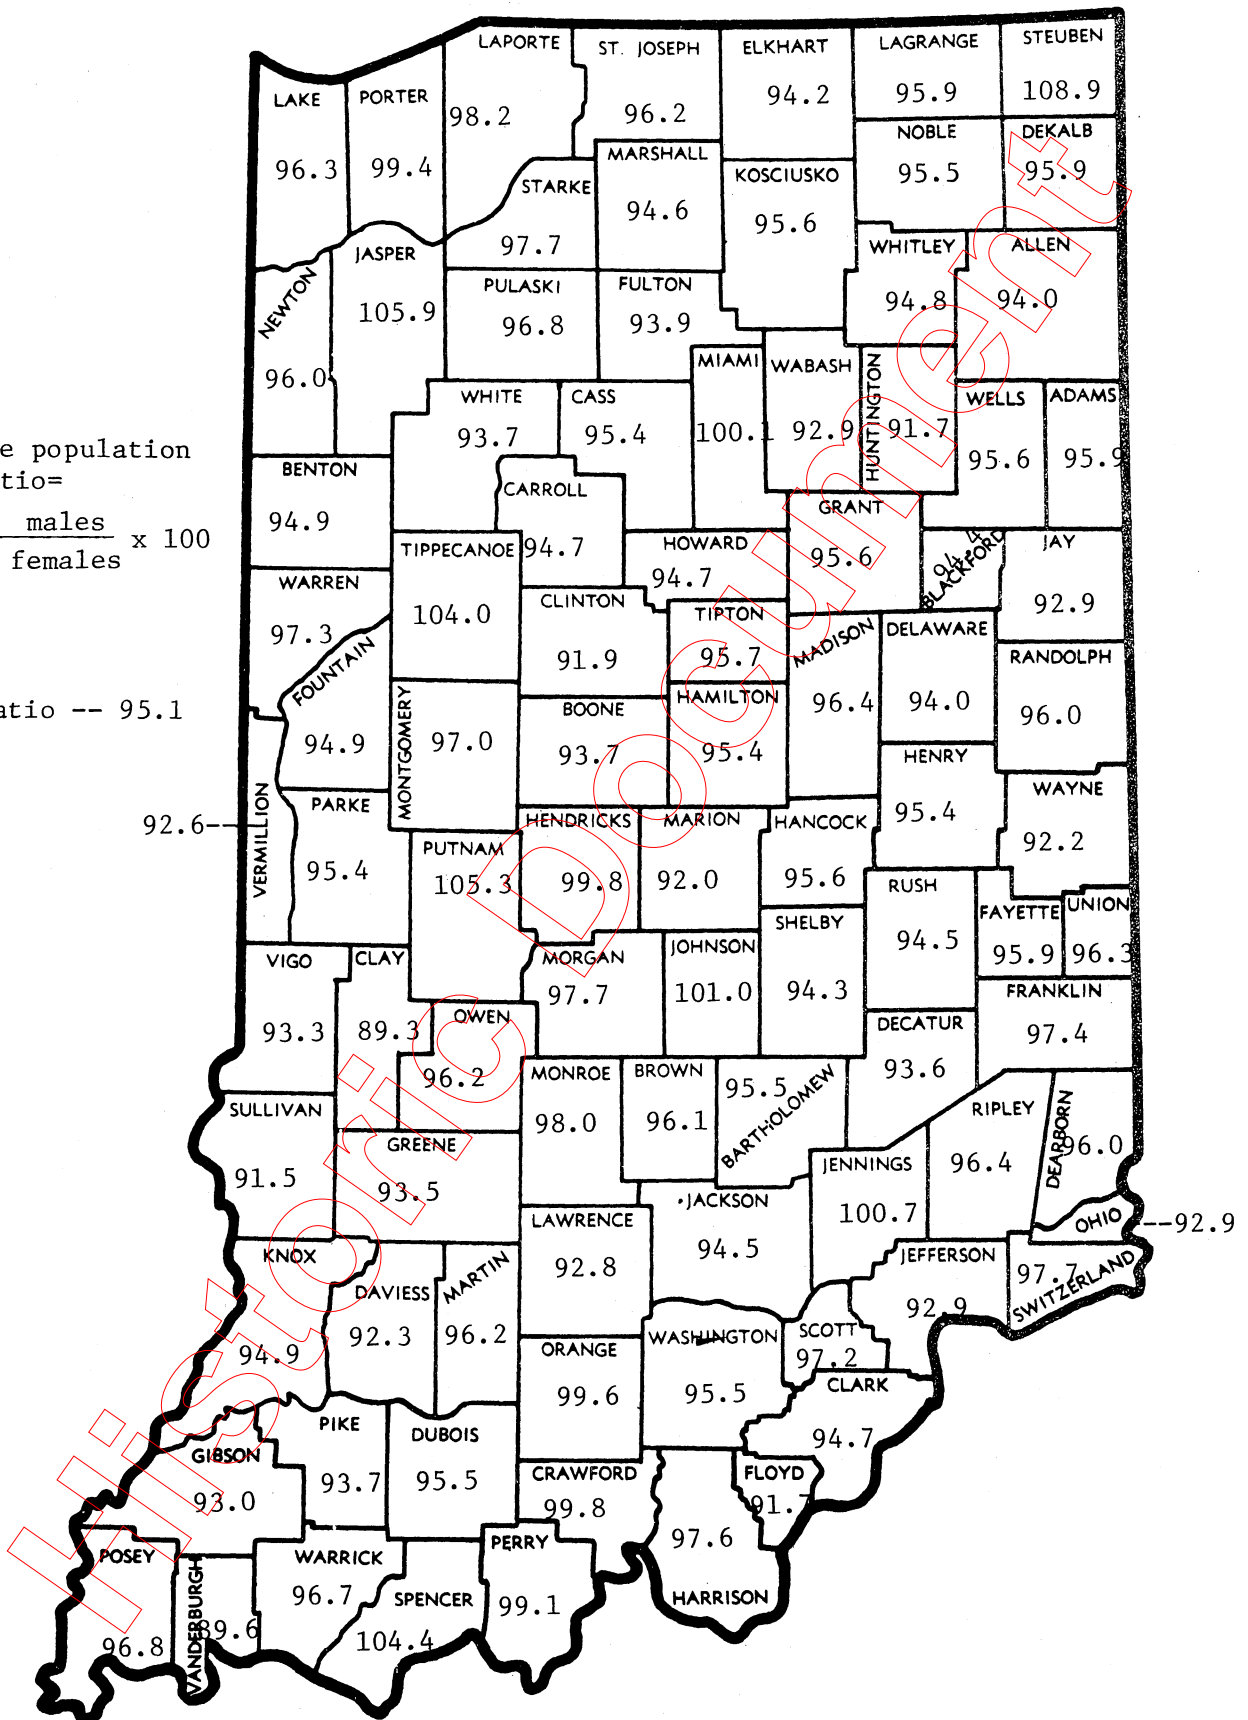 LAPORTE
98.2
ST. JOSEPH
96.2
ELKHART
94.2
LAGRANGE
95.9
STEUBEN
108.9
LAKE
96.3
PORTER
99.4
NOBLE
95.5
DEKALB
95.9
MARSHALL
94.6
KOSCIUSKO
95.6
STARKE
97.7
WHITLEY
94.8
ALLEN
94.0
JASPER
105.9
NEWTON
96.0
PULASKI
96.8
FULTON
93.9
MIAMI
100.1
WABASH
92.9
HUNTINGTON
91.7
WELLS
95.6
ADAMS
95.9
WHITE
93.7
CASS
95.4
e population
tio=
males
females
x 100
BENTON
94.9
CARROLL
94.7
GRANT
95.6
TIPPECANOE
104.0
HOWARD
94.7
BLACKFORD
94.4
JAY
92.9
WARREN
97.3
CLINTON
91.9
TIPTON
95.7
MADISON
96.4
DELAWARE
94.0
RANDOLPH
96.0
FOUNTAIN
94.9
atio -- 95.1
MONTGOMERY
97.0
BOONE
93.7
HAMILTON
95.4
HENRY
95.4
WAYNE
92.2
92.6--
VERMILLION
PARKE
95.4
PUTNAM
105.3
HENDRICKS
99.8
MARION
92.0
HANCOCK
95.6
RUSH
94.5
FAYETTE
95.9
UNION
96.3
SHELBY
94.3
VIGO
93.3
CLAY
89.3
MORGAN
97.7
JOHNSON
101.0
FRANKLIN
97.4
OWEN
96.2
DECATUR
93.6
MONROE
98.0
BROWN
96.1
BARTHOLOMEW
95.5
SULLIVAN
91.5
GREENE
93.5
RIPLEY
96.4
DEARBORN
96.0
JENNINGS
100.7
JACKSON
94.5
LAWRENCE
92.8
OHIO
--92.9
KNOX
94.9
DAVIESS
92.3
MARTIN
96.2
JEFFERSON
92.9
SWITZERLAND
97.7
ORANGE
99.6
WASHINGTON
95.5
SCOTT
97.2
CLARK
94.7
GIBSON
93.0
PIKE
93.7
DUBOIS
95.5
CRAWFORD
99.8
FLOYD
91.7
HARRISON
97.6
POSEY
96.8
VANDERBURGH
89.6
WARRICK
96.7
SPENCER
104.4
PERRY
99.1
Historic Document